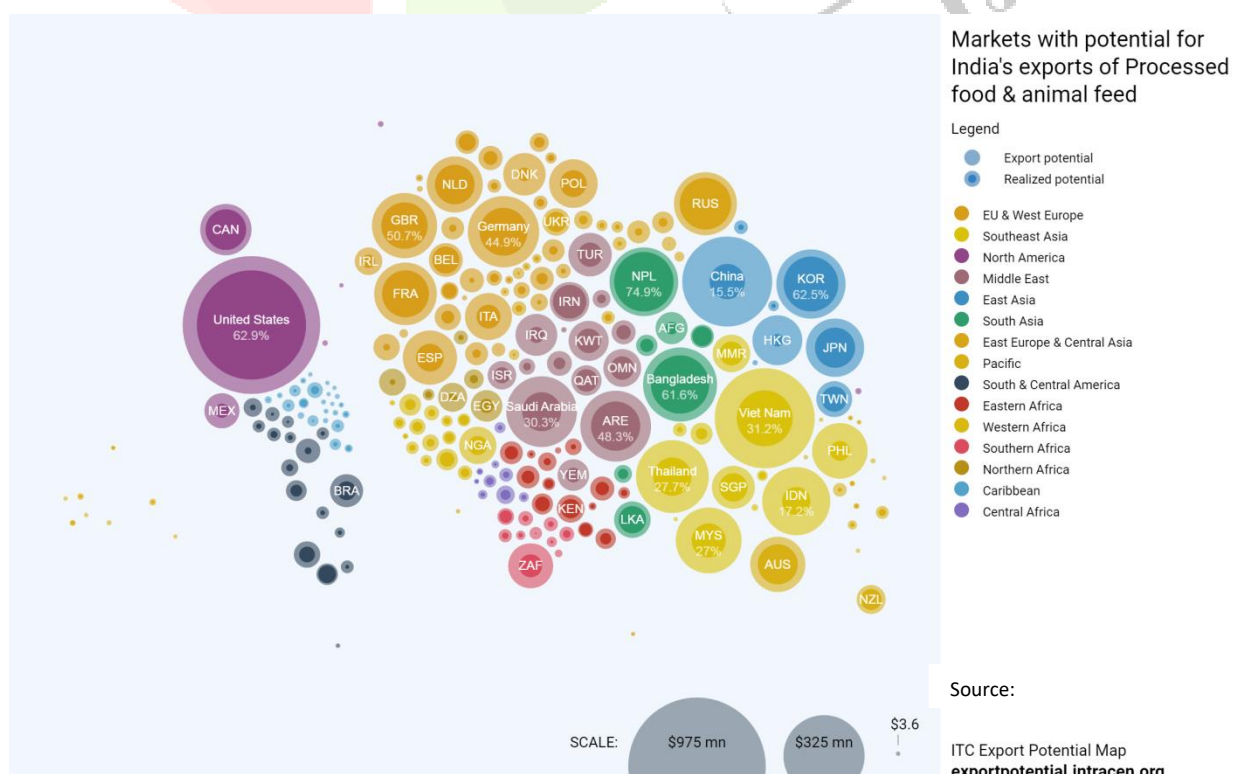 Markets with potential for
India's exports of Processed
food & animal feed
Legend
Export potential
Realized potential
EU & West Europe
Southeast Asia
North America
Middle East
East Asia
South Asia
East Europe & Central Asia
Pacific
South & Central America
Eastern Africa
Western Africa
Southern Africa
Northern Africa
Caribbean
Central Africa
DNK
NLD
POL
RUS
GBR
50.7%
UKR
Germany
44.9%
CAN
TUR
IRL
BEL
NPL
74.9%
China
15.5%
KOR
62.5%
FRA
IRN
ITA
United States
62.9%
AFG
IRQ
KWT
HKG
JPN
MMR
ESP
OMN
ISR
QAT
Bangladesh
61.6%
DZA
EGY
TWN
MEX
Saudi Arabia
30.3%
ARE
48.3%
Viet Nam
31.2%
NGA
PHL
YEM
Thailand
27.7%
SGP
BRA
IDN
17.2%
KEN
LKA
MYS
27%
ZAF
AUS
NZL
SCALE:
$975 mn
$325 mn
$3.6
Source:
ITC Export Potential Map
exportpotential.intracen.org